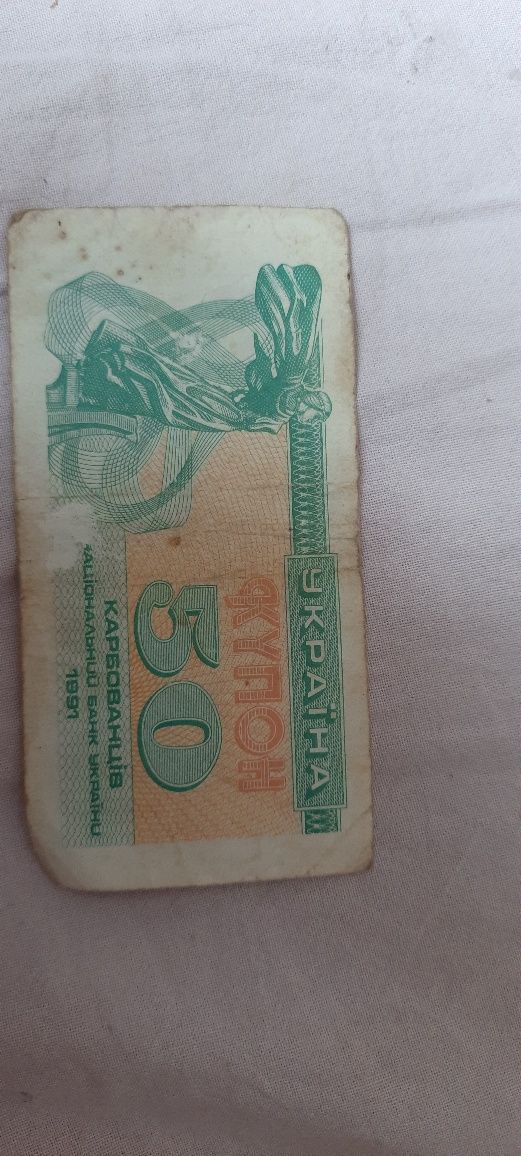 УКРАЇНА
КУПОН
50
КАРБОВАНЦІВ
НАЦІОНАЛЬНИЙ БАНК УКРАЇНИ
1991